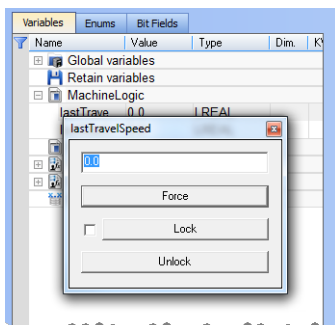 Variables Enums Bit Fields
Name Value Type Dim.
Global variables
Retain variables
MachineLogic
lastTrave 0.0 LREAL
lastTravelSpeed
0.0
Force
Lock
Unlock